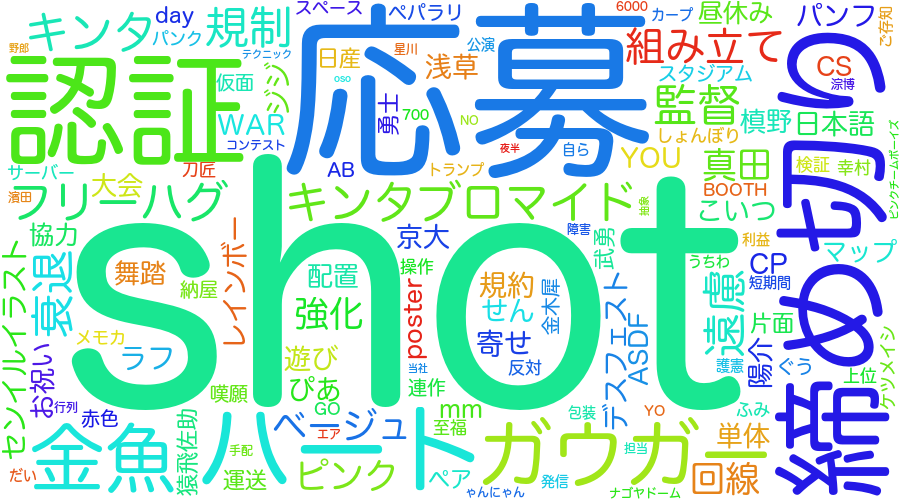 キンタ
day
パンク
規制
スペース
ペパラリ
6000
カープ
昼休み
パンフ
ご存知
野郎
テクニック
星川
公演
組み立て
認証
仮面
ジジ
日産
浅草
応募
スタジアム
CS
渋博
締め切り
WAR
勇士
700
NO
監督
槙野
日本語
コンテスト
oso
しょんぼり
サーバー
刀匠
AB
トランプ
夜半
自ら
YOU
真田
検証
幸村
ピンクチームボーイズ
濱田
大会
フリーハグ
キンタブロマイド
抽象
BOOTH
こいつ
協力
shot
京大
障害
武勇
利益
マップ
センイルイラスト
衰退
舞踏
納屋
レインボー
配置
操作
規約
うちわ
CP
短期間
強化
poster
せん
金木犀
デスフェスト
ASDF
遠慮
片面
メモカ
ラフ
遊び
寄せ
反対
護憲
陽介
ぐう
上位
ケツメイシ
お祝い
行列
赤色
嘆願
ぴあ
当社
連作
猿飛佐助
ハート
ベージュ
GO
エア
mm
至福
ガウガー
包装
YO
ふみ
単体
担当
金魚
だい
運送
手配
ピンク
ペア
ゃんにゃん
発信
ナゴヤドーム
回線